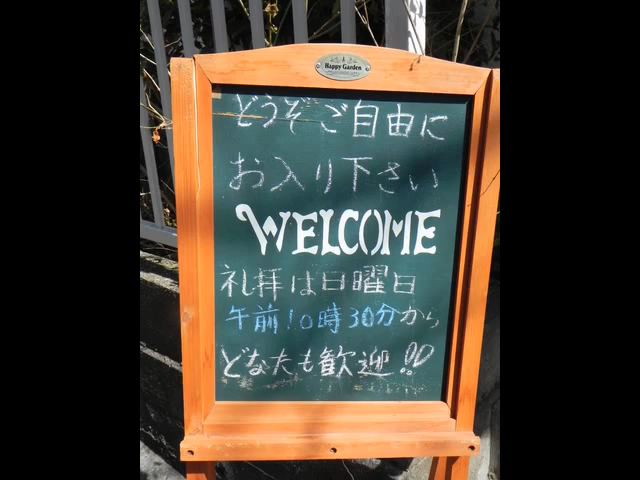 Happy Garden
どうぞご自由に
お入り下さい
WELCOME
礼拝は日曜日
午前10時30分から
どなたも歓迎!!